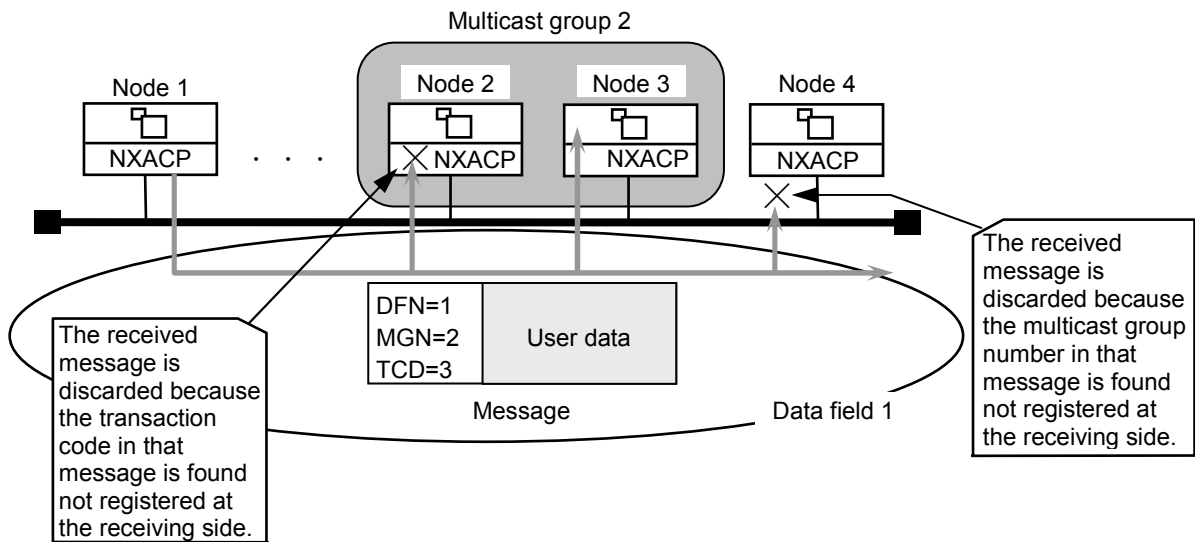 Multicast group 2
Node 1
Node 2
Node 3
Node 4
NXACP
. . .
NXACP
NXACP
NXACP
DFN=1
MGN=2
TCD=3
User data
Message
Data field 1
The received
message is
discarded because
the transaction
code in that
message is found
not registered at
the receiving side.
The received
message is
discarded because
the multicast group
number in that
message is found
not registered at
the receiving side.